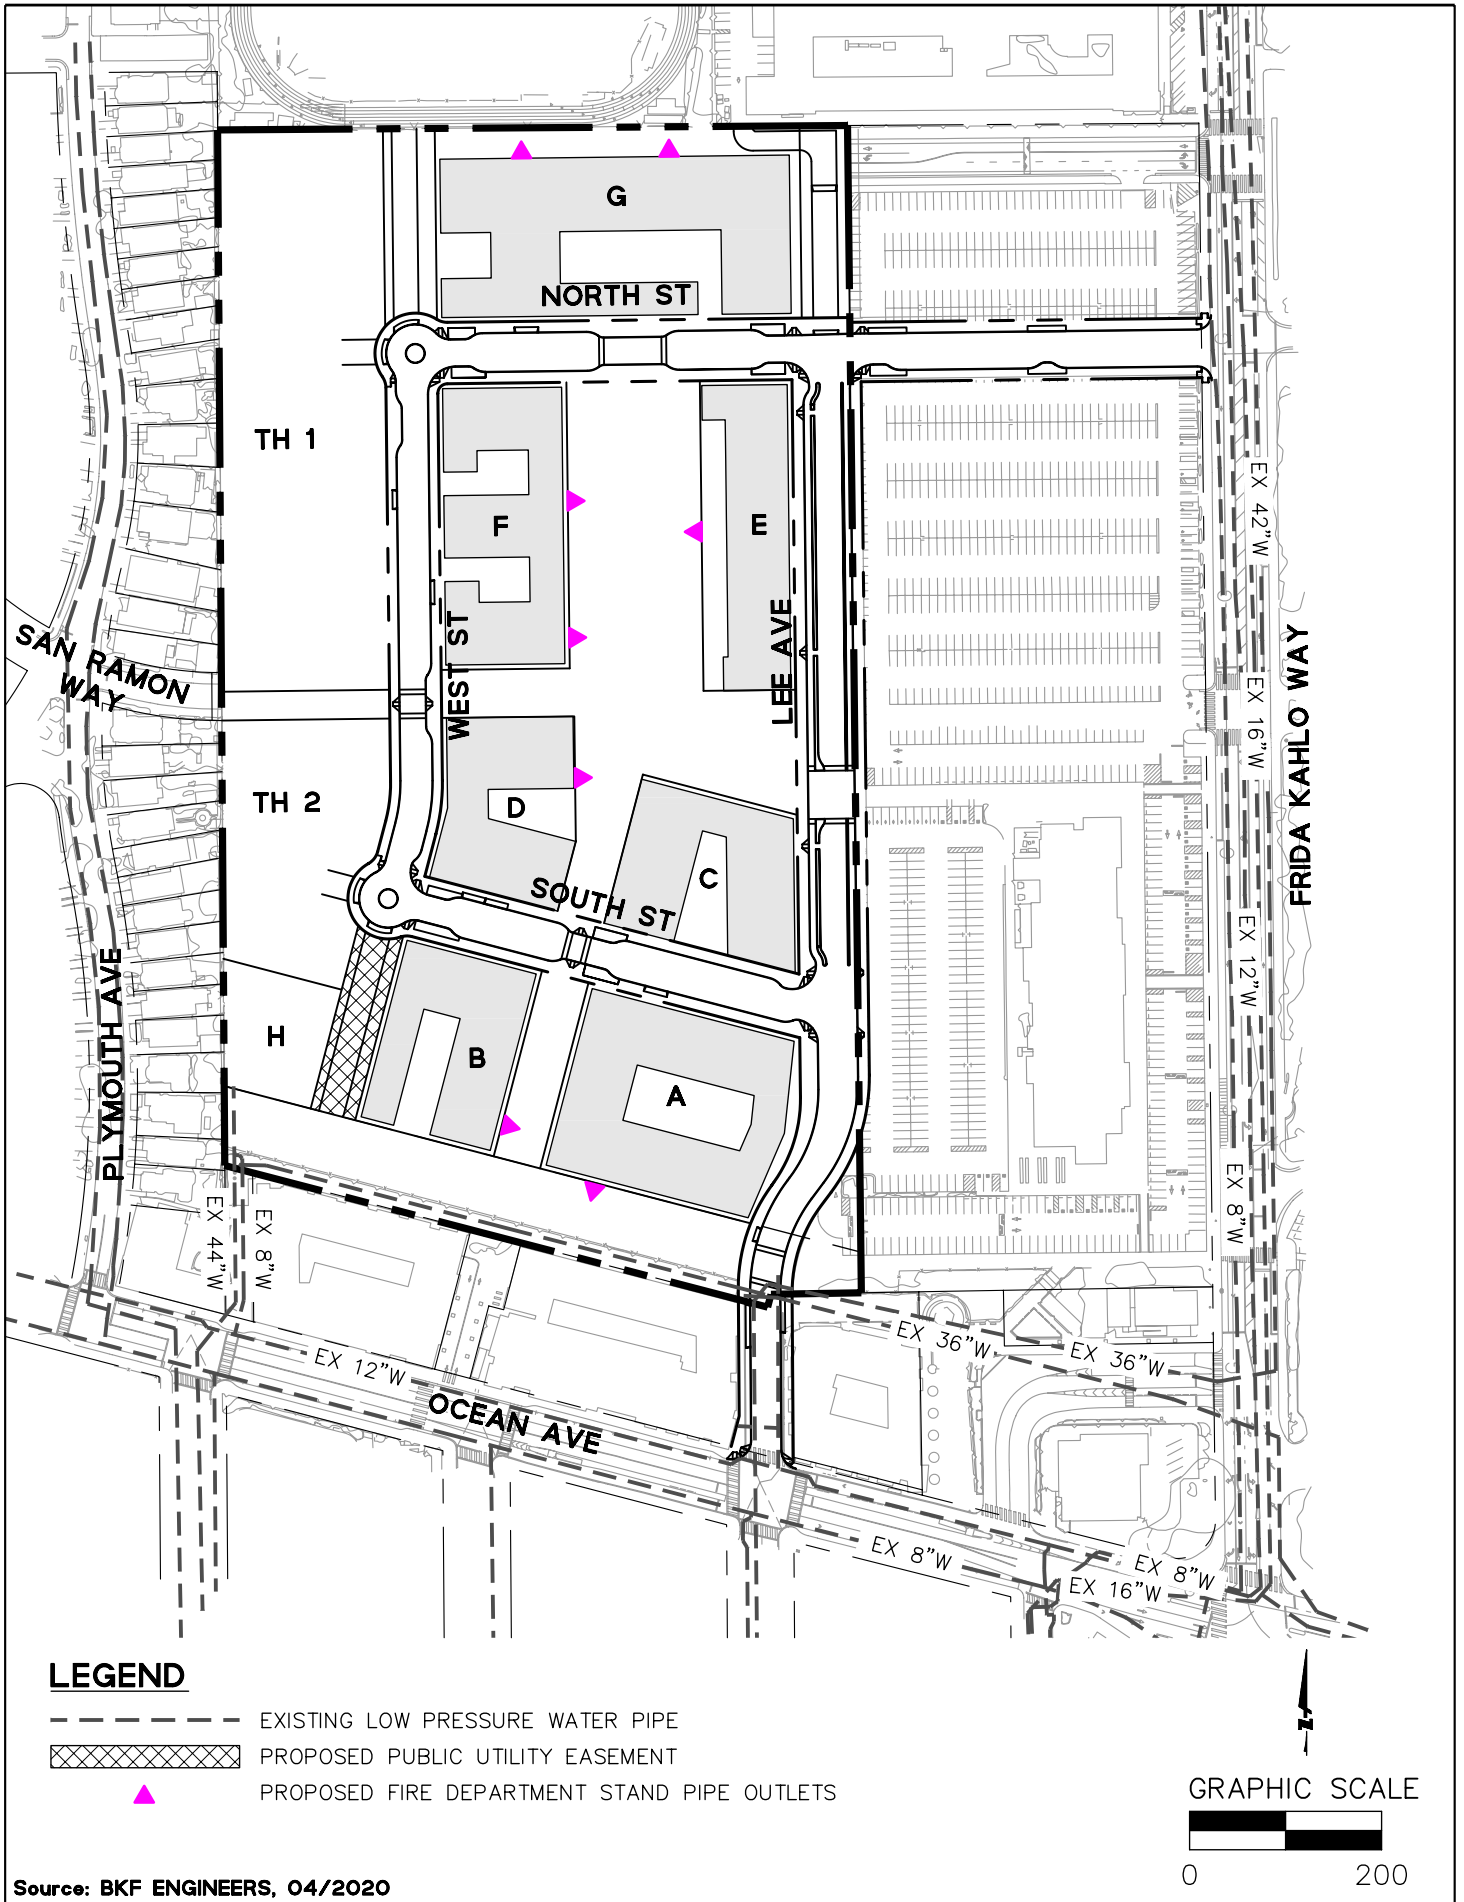 G
NORTH ST
TH 1
F
E
EX 42"W
SAN RAMON
WAY
WEST ST
LEE AVE
FRIDA KAHLO WAY
EX 16"W
TH 2
D
C
SOUTH ST
EX 12"W
PLYMOUTH AVE
H
B
A
EX 8"W
EX 44"W
EX 8"W
EX 36"W
EX 36"W
EX 12"W
OCEAN AVE
EX 8"W
EX 8"W
EX 16"W
LEGEND
EXISTING LOW PRESSURE WATER PIPE
PROPOSED PUBLIC UTILITY EASEMENT
PROPOSED FIRE DEPARTMENT STAND PIPE OUTLETS
N
GRAPHIC SCALE
0 200
Source: BKF ENGINEERS, 04/2020